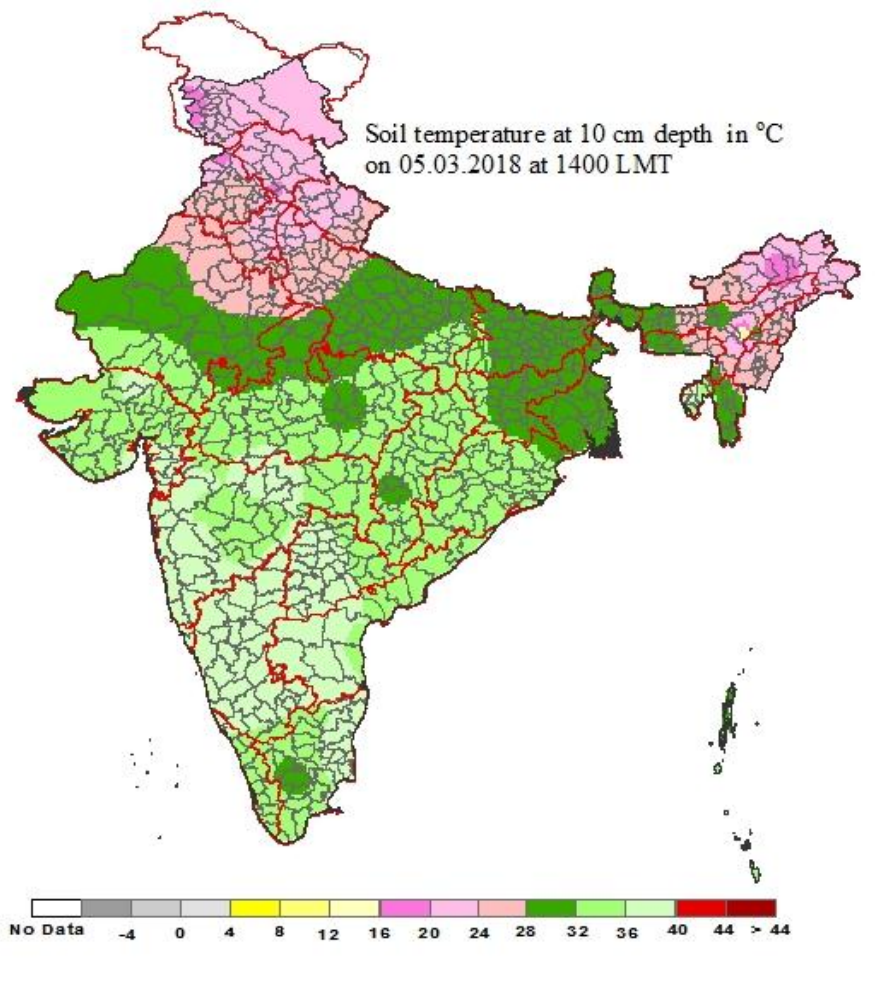 Soil temperature at 10 cm depth in °C
on 05.03.2018 at 1400 LMT
No Data -4 0 4 8 12 16 20 24 28 32 36 40 44 > 44